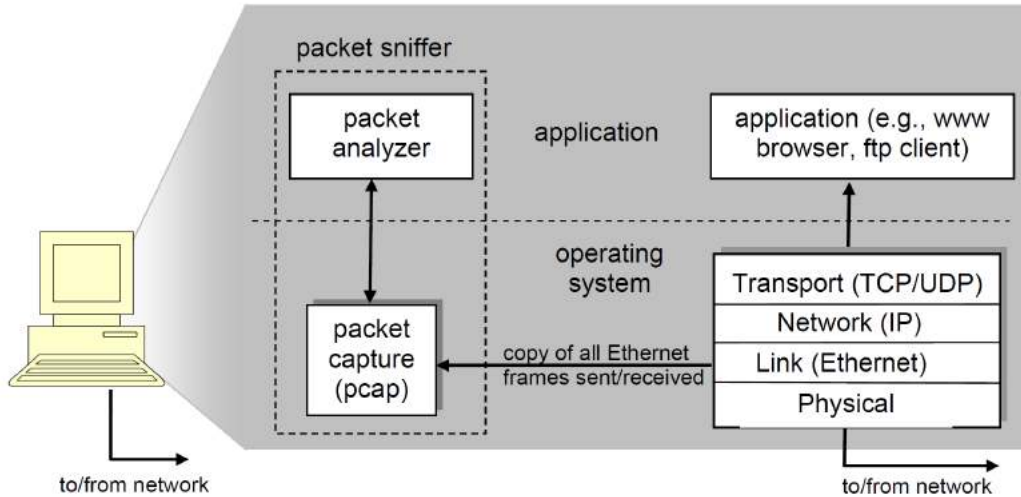 packet sniffer
packet
analyzer
application
application (e.g., www
browser, ftp client)
operating
system
packet
capture
(pcap)
copy of all Ethernet
frames sent/received
Transport (TCP/UDP)
Network (IP)
Link (Ethernet)
Physical
to/from network
to/from network